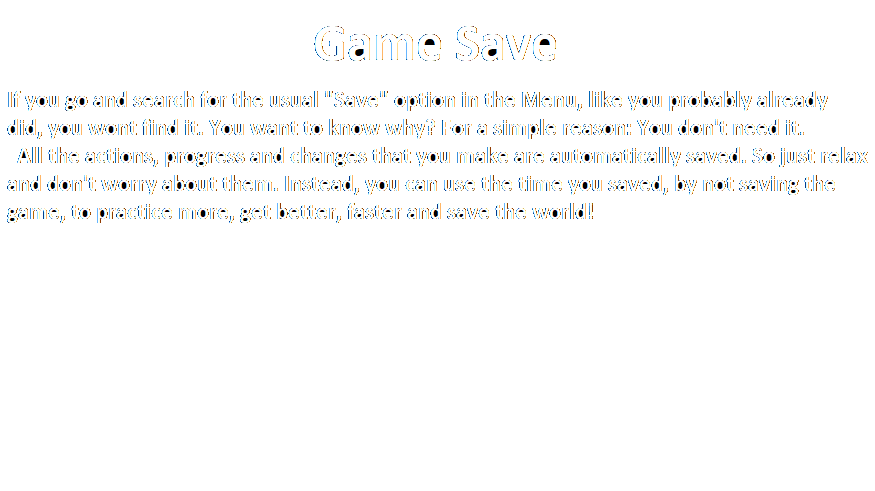 Game Save
If you go and search for the usual "Save" option in the Menu, like you probably already
did, you wont find it. You want to know why? For a simple reason: You don't need it.
All the actions, progress and changes that you make are automatically saved. So just relax
and don't worry about them. Instead, you can use the time you saved, by not saving the
game, to practice more, get better, faster and save the world!